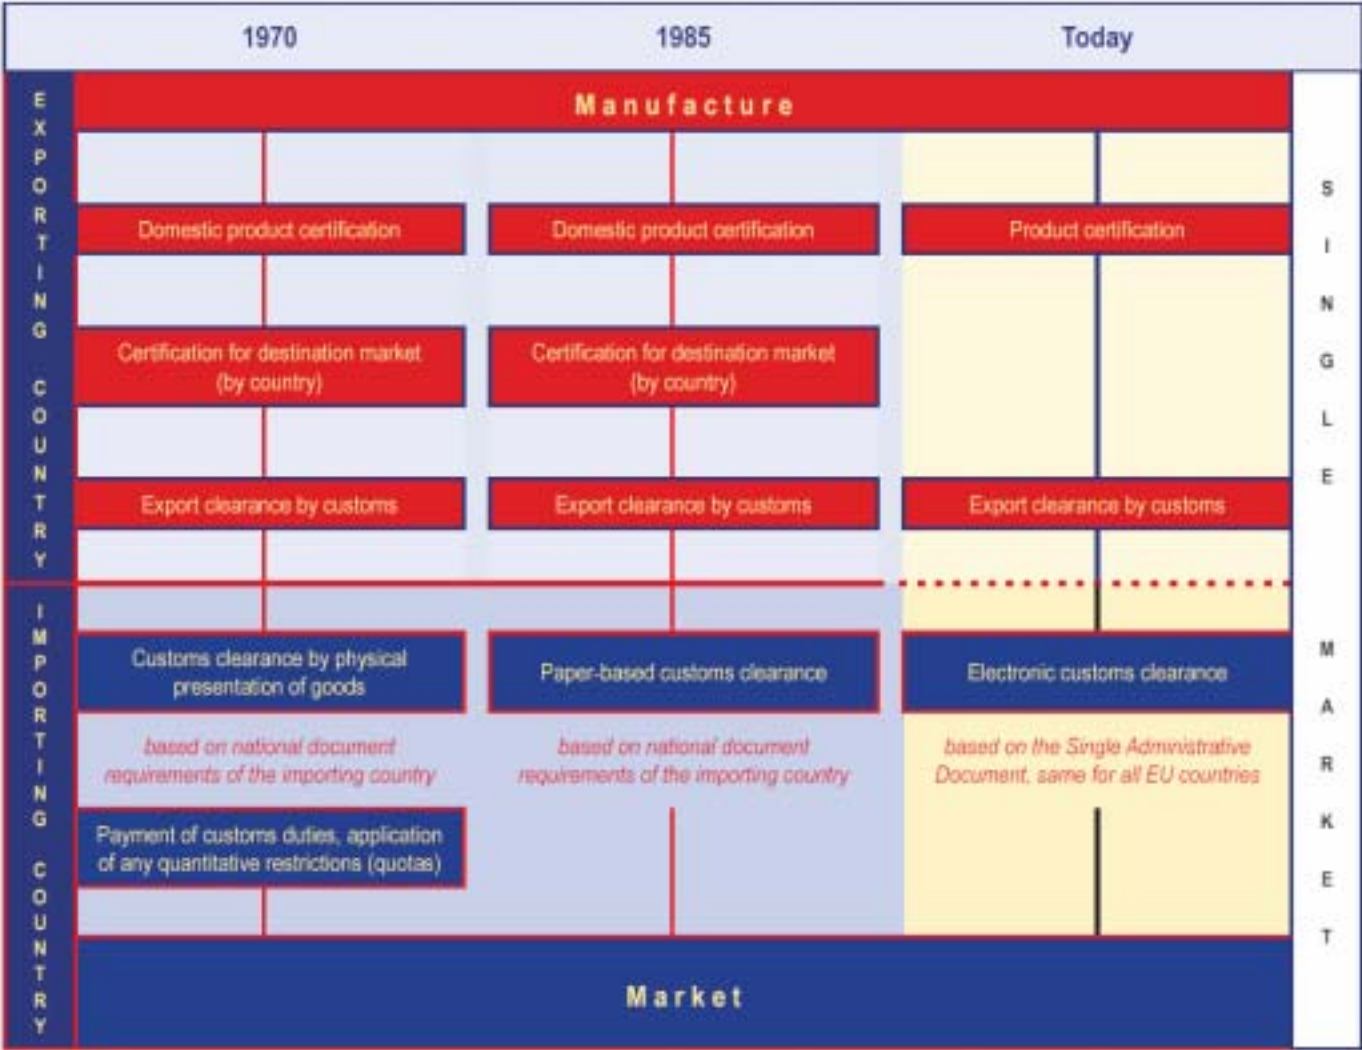 1970 1985 Today
EXPORTING COUNTRY
Manufacture
Domestic product certification
Domestic product certification
Product certification
Certification for destination market
(by country)
Certification for destination market
(by country)
Export clearance by customs
Export clearance by customs
Export clearance by customs
IMPORTING COUNTRY
Customs clearance by physical
presentation of goods
Paper-based customs clearance
Electronic customs clearance
based on national document
requirements of the importing country
based on national document
requirements of the importing country
based on the Single Administrative
Document, same for all EU countries
Payment of customs duties, application
of any quantitative restrictions (quotas)
Market
SINGLE MARKET